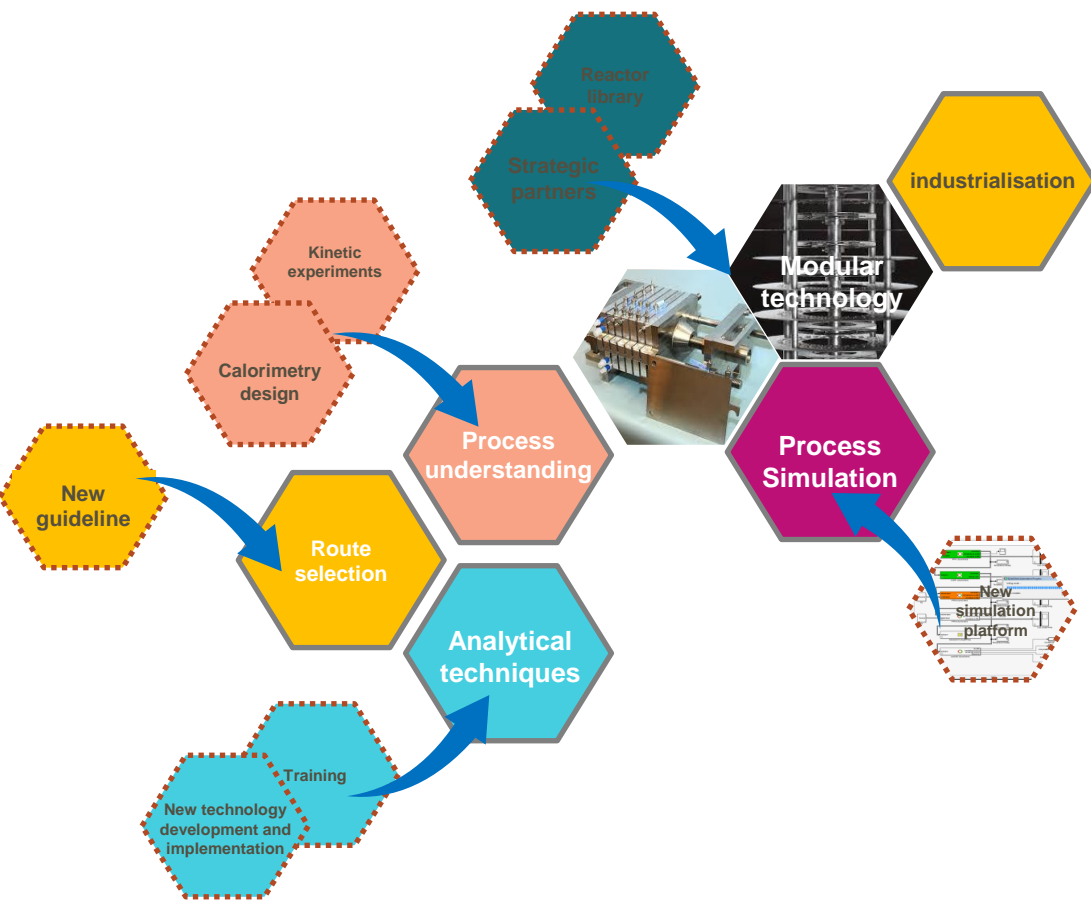 Reactor
library
Strategic
partners
industrialisation
Modular
technology
Kinetic
experiments
Calorimetry
design
Process
understanding
Process
Simulation
New
guideline
Route
selection
New
simulation
platform
Analytical
techniques
Training
New technology
development and
implementation